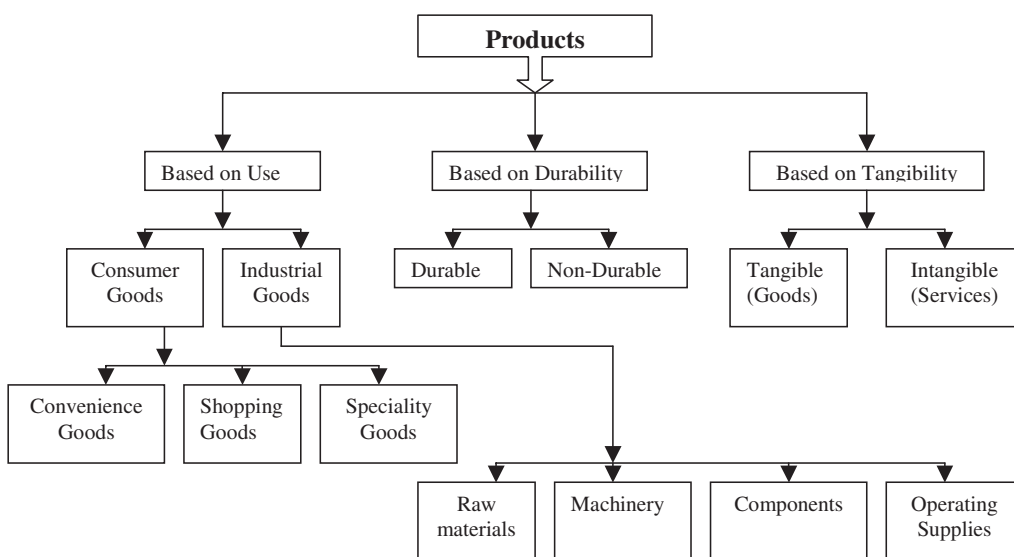 Products
Based on Use
Based on Durability
Based on Tangibility
Consumer
Goods
Industrial
Goods
Durable
Non-Durable
Tangible
(Goods)
Intangible
(Services)
Convenience
Goods
Shopping
Goods
Speciality
Goods
Raw
materials
Machinery
Components
Operating
Supplies